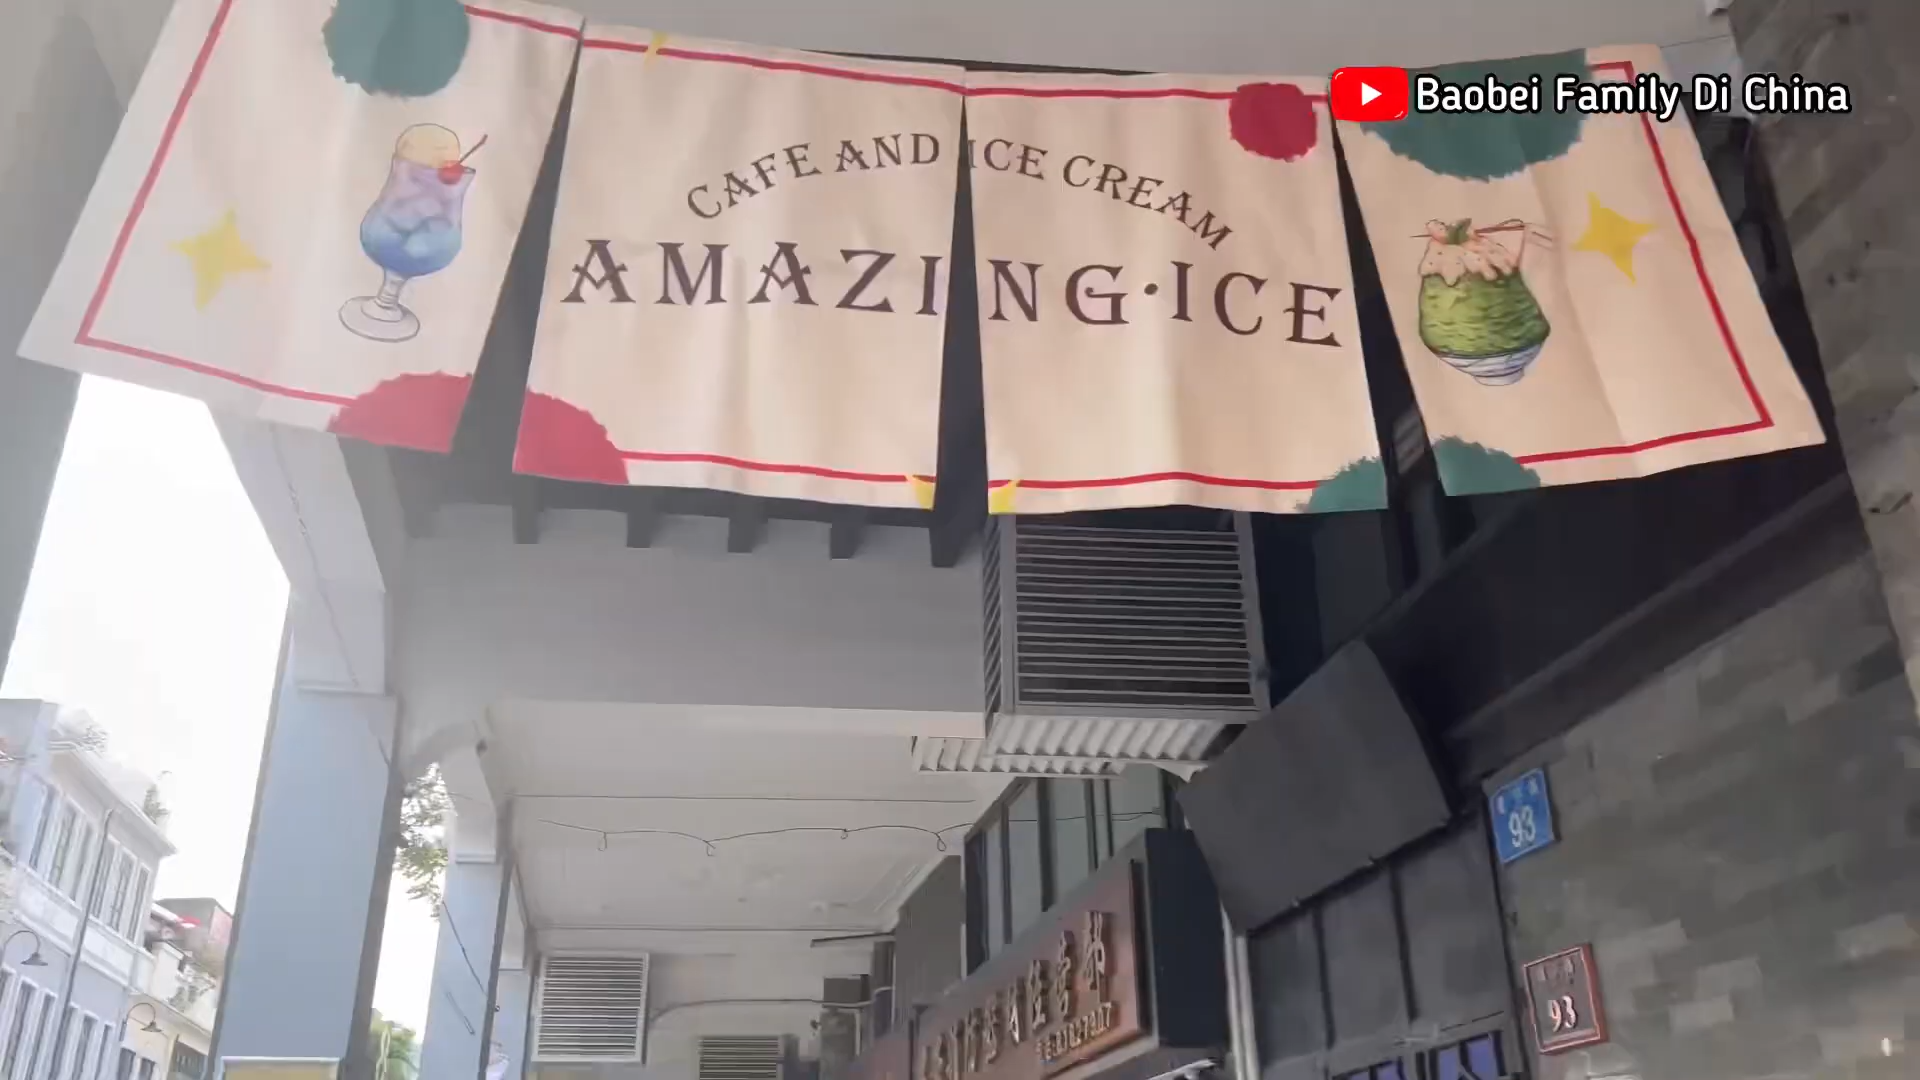 Baobei Family Di China
CAFE AND ICE CREAM
AMAZING·ICE
93
93